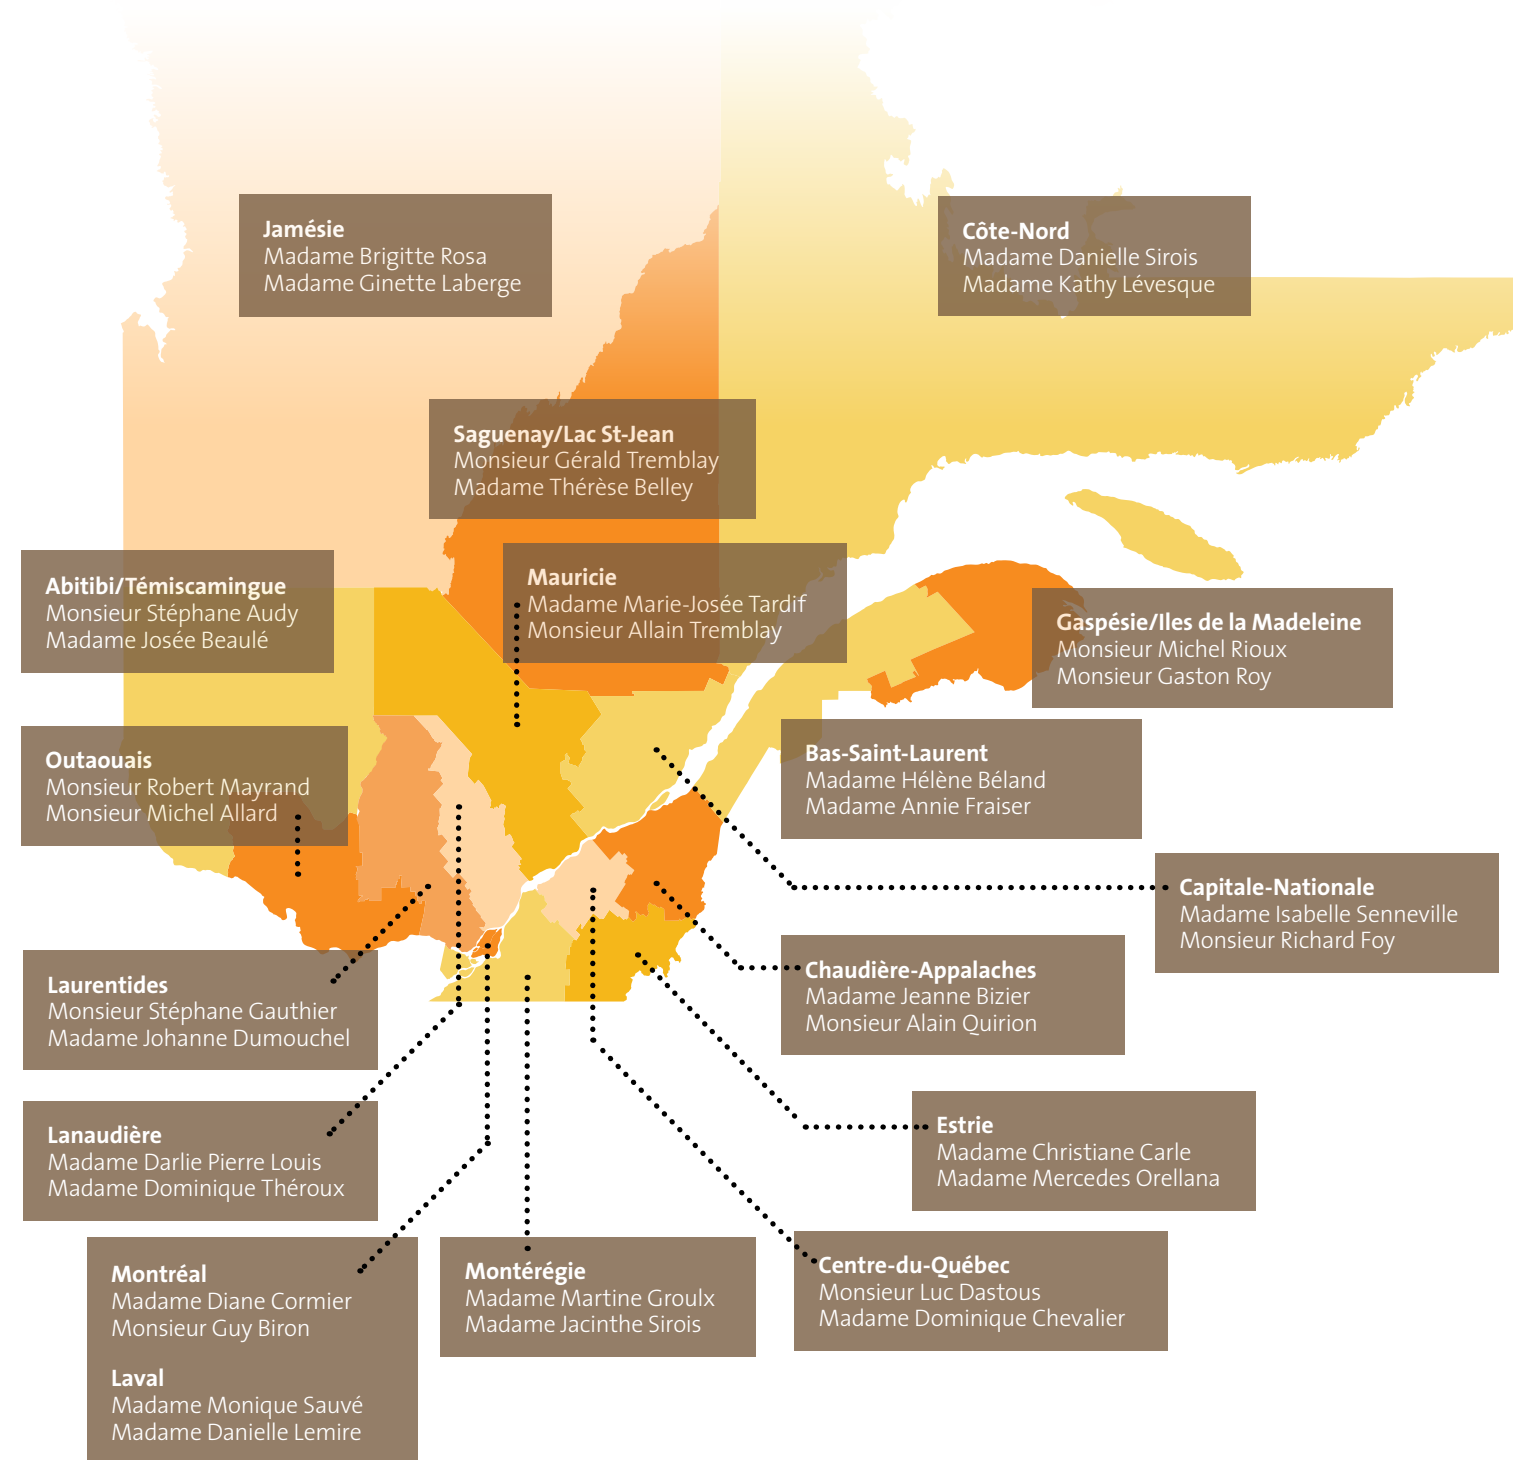 Jamésie
Madame Brigitte Rosa
Madame Ginette Laberge
Côte-Nord
Madame Danielle Sirois
Madame Kathy Lévesque
Saguenay/Lac St-Jean
Monsieur Gérald Tremblay
Madame Thérèse Belley
Abitibi/Témiscamingue
Monsieur Stéphane Audy
Madame Josée Beaulé
Mauricie
Madame Marie-Josée Tardif
Monsieur Allain Tremblay
Gaspésie/Iles de la Madeleine
Monsieur Michel Rioux
Monsieur Gaston Roy
Outaouais
Monsieur Robert Mayrand
Monsieur Michel Allard
Bas-Saint-Laurent
Madame Hélène Béland
Madame Annie Fraiser
Capitale-Nationale
Madame Isabelle Senneville
Monsieur Richard Foy
Laurentides
Monsieur Stéphane Gauthier
Madame Johanne Dumouchel
Chaudière-Appalaches
Madame Jeanne Bizier
Monsieur Alain Quirion
Lanaudière
Madame Darlie Pierre Louis
Madame Dominique Théroux
Estrie
Madame Christiane Carle
Madame Mercedes Orellana
Montréal
Madame Diane Cormier
Monsieur Guy Biron
Laval
Madame Monique Sauvé
Madame Danielle Lemire
Montérégie
Madame Martine Groulx
Madame Jacinthe Sirois
Centre-du-Québec
Monsieur Luc Dastous
Madame Dominique Chevalier